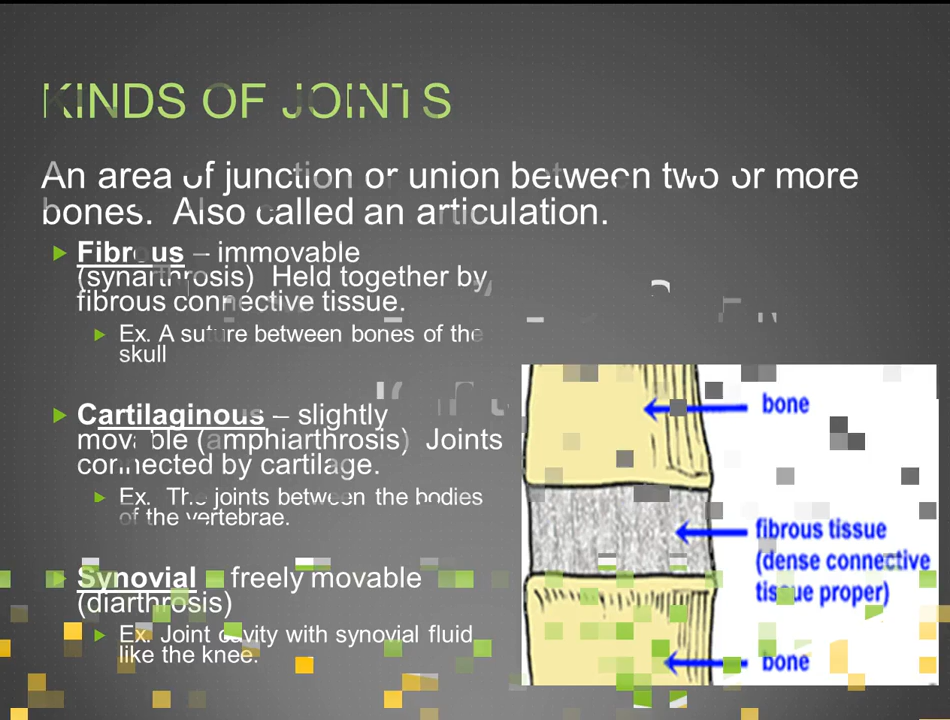 KINDS OF JOINTS
An area of junction or union between two or more
bones. Also called an articulation.
Fibrous – immovable
(synarthrosis) Held together by
fibrous connective tissue.
Ex. A suture between bones of the
skull
Cartilaginous – slightly
movable (amphiarthrosis) Joints
connected by cartilage.
Ex. The joints between the bodies
of the vertebrae.
Synovial – freely movable
(diarthrosis)
Ex. Joint cavity with synovial fluid
like the knee.
bone
fibrous tissue
(dense connective
tissue proper)
bone